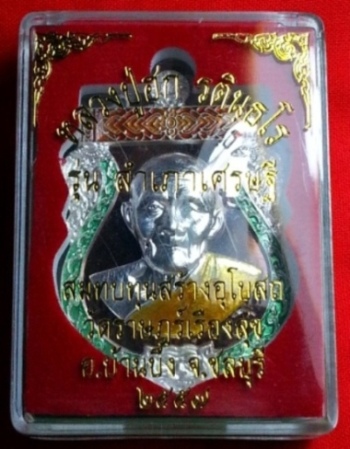 หลวงปู่ฮก รตินฺธโร
รุ่น สำเภาเศรษฐี
สมทบทุนสร้างอุโบสถ
วัดราษฎร์เรืองสุข
อ.บ้านบึง จ.ชลบุรี
๒๕๕๗